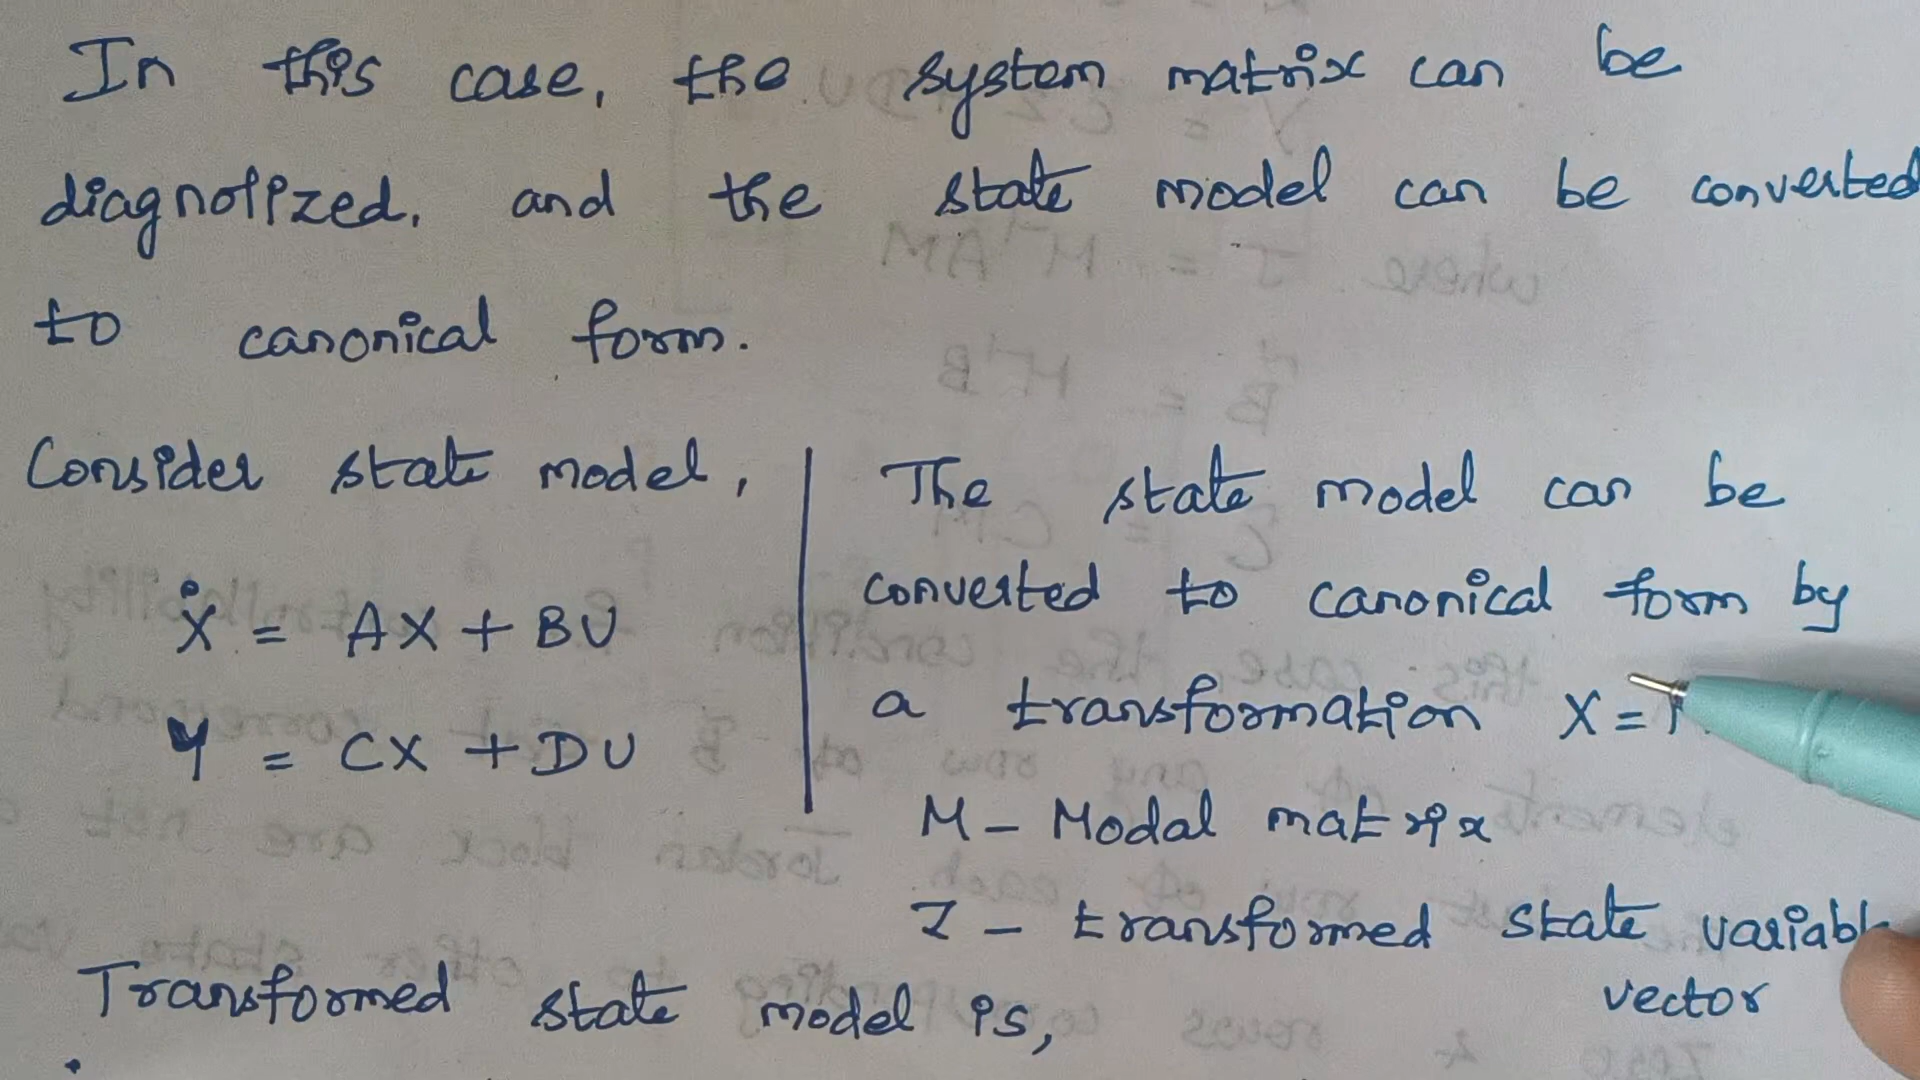 In this case, the system matrix can be
diagnolized, and the state model can be converted
to canonical form.
Consider state model,
Ẋ = AX + BU
Y = CX + DU
The state model can be
converted to canonical form by
a transformation X =
M - Modal matrix
Z - transformed state variable
vector
Transformed state model is,